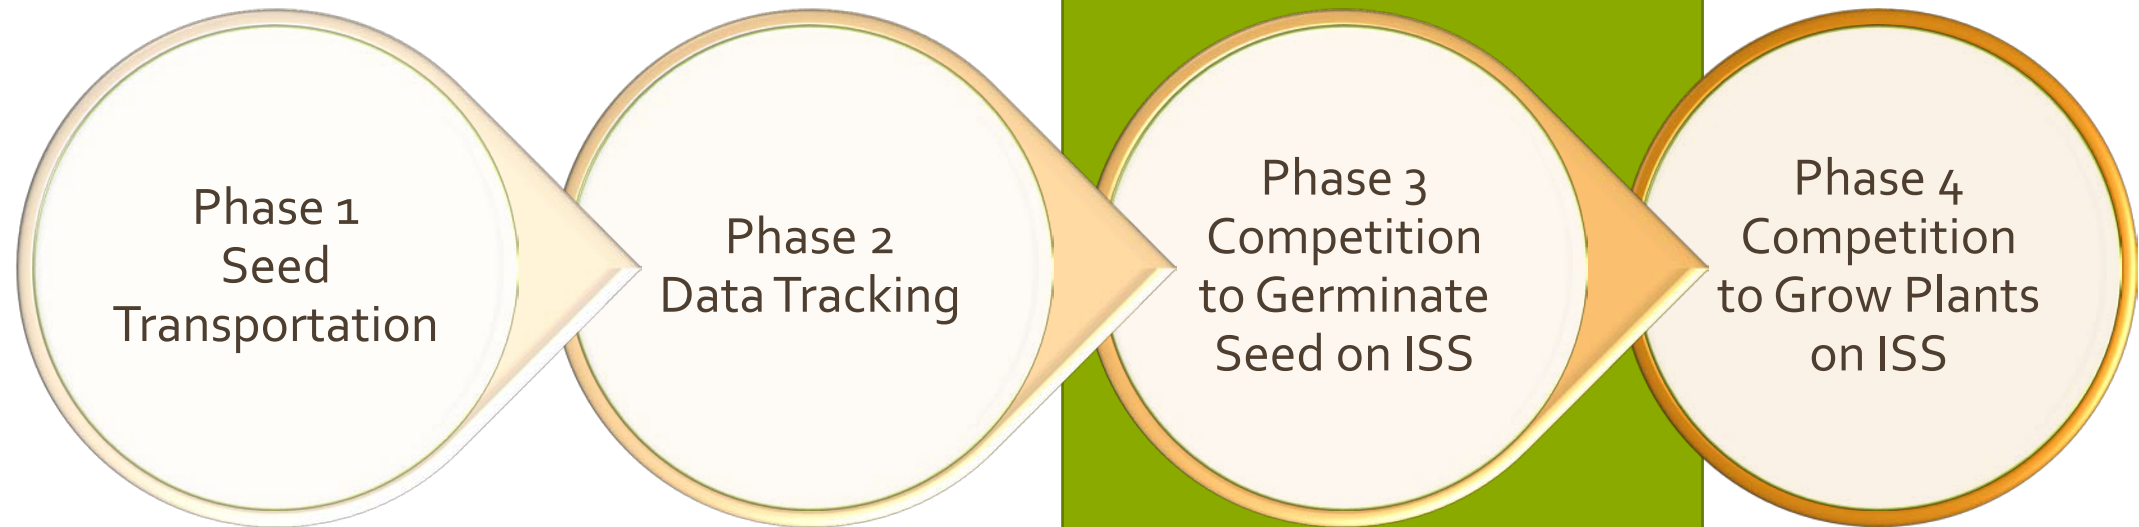 Phase 1
Seed
Transportation
Phase 2
Data Tracking
Phase 3
Competition
to Germinate
Seed on ISS
Phase 4
Competition
to Grow Plants
on ISS